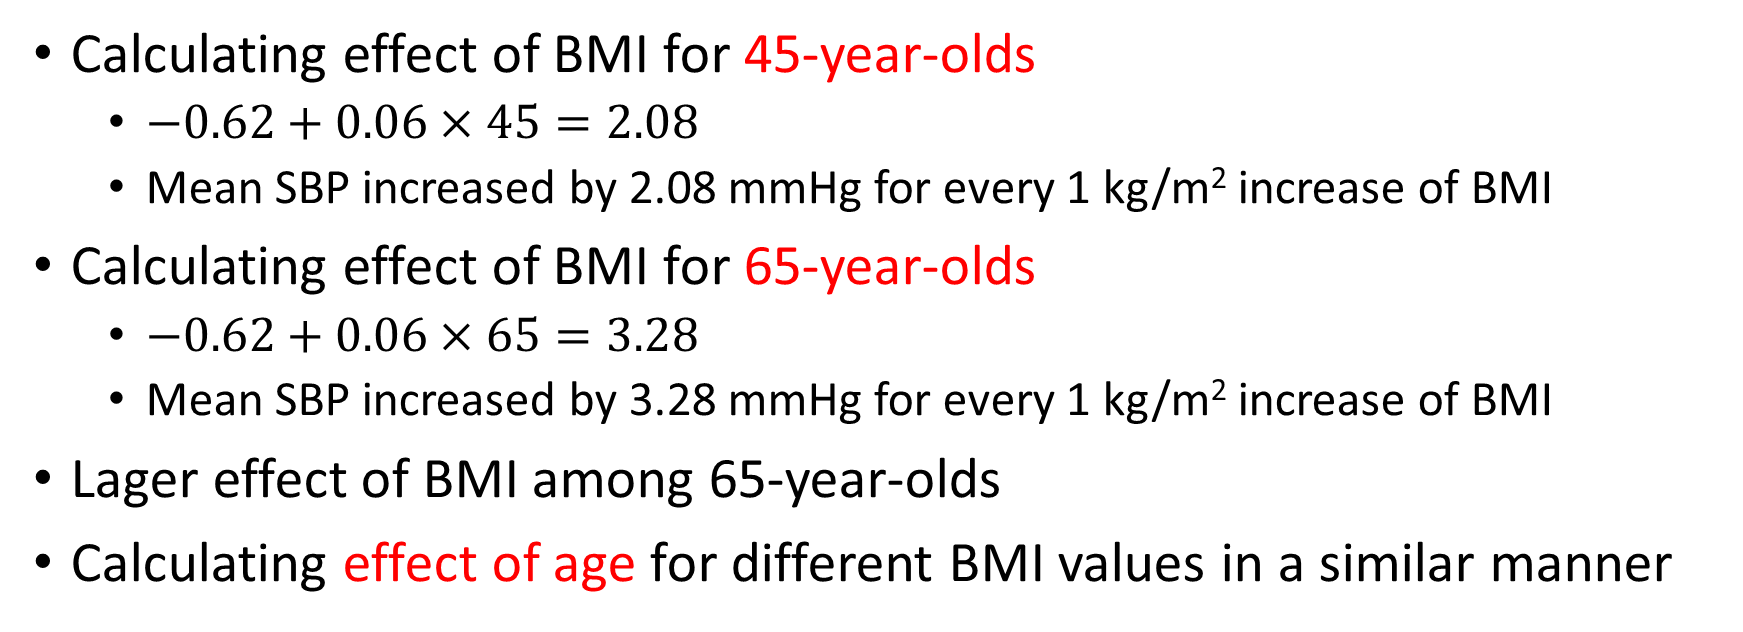 • Calculating effect of BMI for 45-year-olds
• −0.62 + 0.06 × 45 = 2.08
• Mean SBP increased by 2.08 mmHg for every 1 kg/m² increase of BMI
• Calculating effect of BMI for 65-year-olds
• −0.62 + 0.06 × 65 = 3.28
• Mean SBP increased by 3.28 mmHg for every 1 kg/m² increase of BMI
• Lager effect of BMI among 65-year-olds
• Calculating effect of age for different BMI values in a similar manner